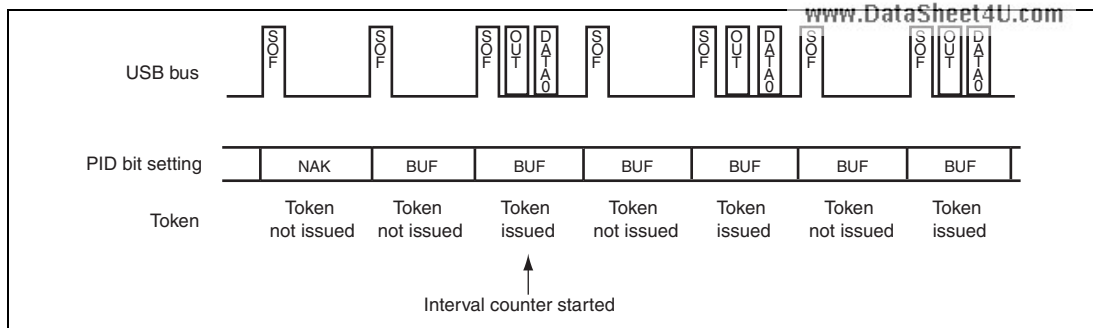 www.DataSheet4U.com
USB bus
SOF
SOF
SOF
OUT
DATA0
SOF
SOF
OUT
DATA0
SOF
SOF
OUT
DATA0
PID bit setting
NAK
BUF
BUF
BUF
BUF
BUF
BUF
Token
Token
not issued
Token
not issued
Token
issued
Token
not issued
Token
issued
Token
not issued
Token
issued
Interval counter started